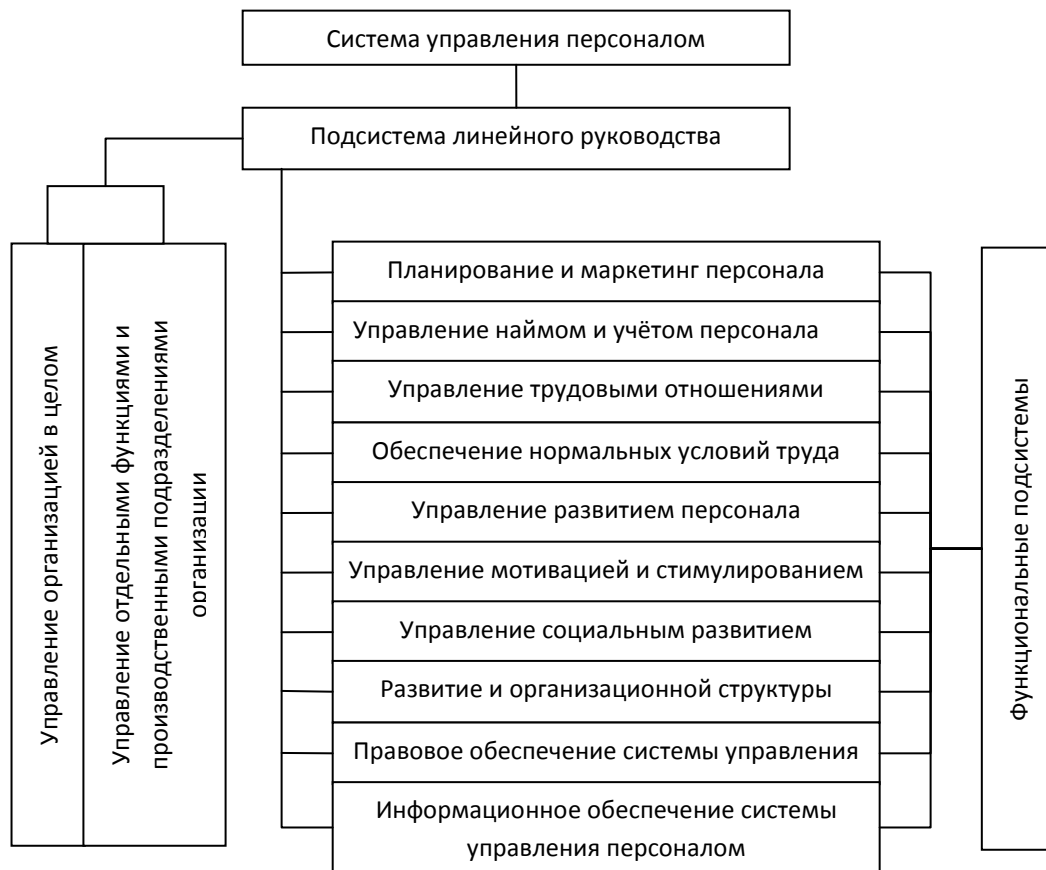 Система управления персоналом
Подсистема линейного руководства
Управление организацией в целом
Управление отдельными функциями и
производственными подразделениями
организации
Планирование и маркетинг персонала
Управление наймом и учётом персонала
Управление трудовыми отношениями
Обеспечение нормальных условий труда
Управление развитием персонала
Управление мотивацией и стимулированием
Управление социальным развитием
Развитие и организационной структуры
Правовое обеспечение системы управления
Информационное обеспечение системы
управления персоналом
Функциональные подсистемы